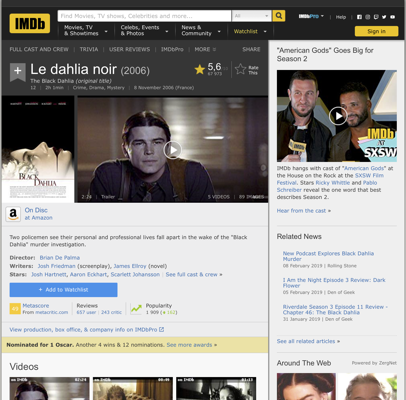 IMDb
Find Movies, TV shows, Celebrities and more...
All
IMDbPro
Help
Movies, TV & Showtimes
Celebs, Events & Photos
News & Community
Watchlist
Sign in
FULL CAST AND CREW | TRIVIA | USER REVIEWS | IMDbPro | MORE
SHARE
Le dahlia noir (2006)
The Black Dahlia (original title)
12 | 2h 1min | Crime, Drama, Mystery | 8 November 2006 (France)
5,6
Rate This
BLACK DAHLIA
2:24 | Trailer
5 VIDEOS
89 IMAGES
On Disc
at Amazon
Two policemen see their personal and professional lives fall apart in the wake of the "Black Dahlia" murder investigation.
Director: Brian De Palma
Writers: Josh Friedman (screenplay), James Ellroy (novel)
Stars: Josh Hartnett, Aaron Eckhart, Scarlett Johansson | See full cast & crew »
+ Add to Watchlist
Metascore
From metacritic.com
Reviews
657 user | 243 critic
Popularity
1 909
View production, box office, & company info on IMDbPro
Nominated for 1 Oscar. Another 4 wins & 12 nominations. See more awards »
Videos
"American Gods" Goes Big for Season 2
IMDb at SXSW
IMDb hangs with cast of "American Gods" at the House on the Rock at the SXSW Film Festival. Stars Ricky Whittle and Pablo Schreiber reveal the one word that best describes Season 2.
Hear from the cast »
Related News
New Podcast Explores Black Dahlia Murder
08 February 2019 | Rolling Stone
I Am the Night Episode 3 Review: Dark Flower
05 February 2019 | Den of Geek
Riverdale Season 3 Episode 11 Review - Chapter 46: The Black Dahlia
31 January 2019 | Den of Geek
See all related articles »
Around The Web
Powered by ZergNet